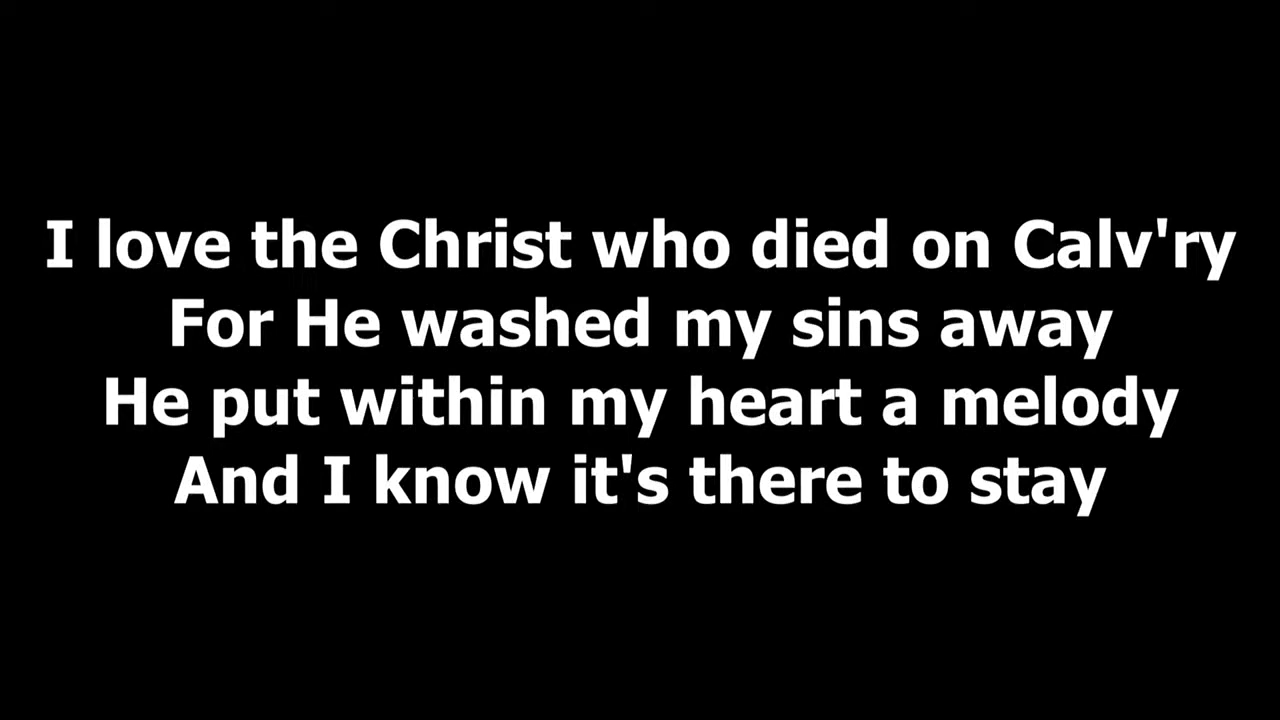 I love the Christ who died on Calv'ry
For He washed my sins away
He put within my heart a melody
And I know it's there to stay